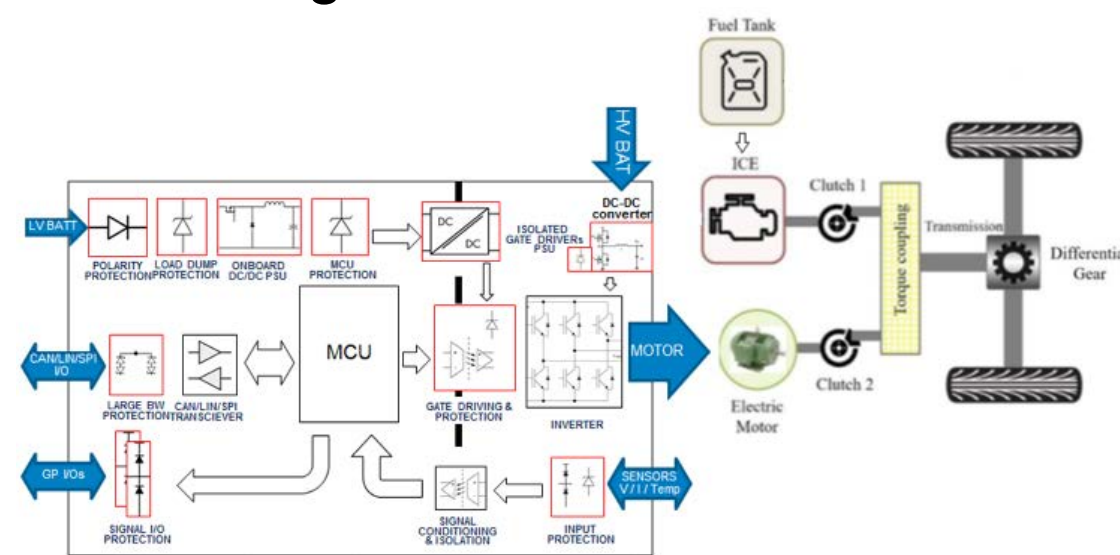 Fuel Tank
ICE
Clutch 1
Transmission
Differentia
Gear
Torque coupling
Clutch 2
Electric
Motor
HV BAT
DC-DC
converter
ISOLATED
GATE DRIVERs
PSU
LV BATT
POLARITY
PROTECTION
LOAD DUMP
PROTECTION
ONBOARD
DC/DC PSU
MCU
PROTECTION
DC
DC
CAN/LIN/SPI
I/O
LARGE BW
PROTECTION
CAN/LIN/SPI
TRANSCIEVER
MCU
GATE DRIVING &
PROTECTION
INVERTER
MOTOR
GP I/Os
SIGNAL I/O
PROTECTION
SIGNAL
CONDITIONING
& ISOLATION
INPUT
PROTECTION
SENSORS
V / I / Temp